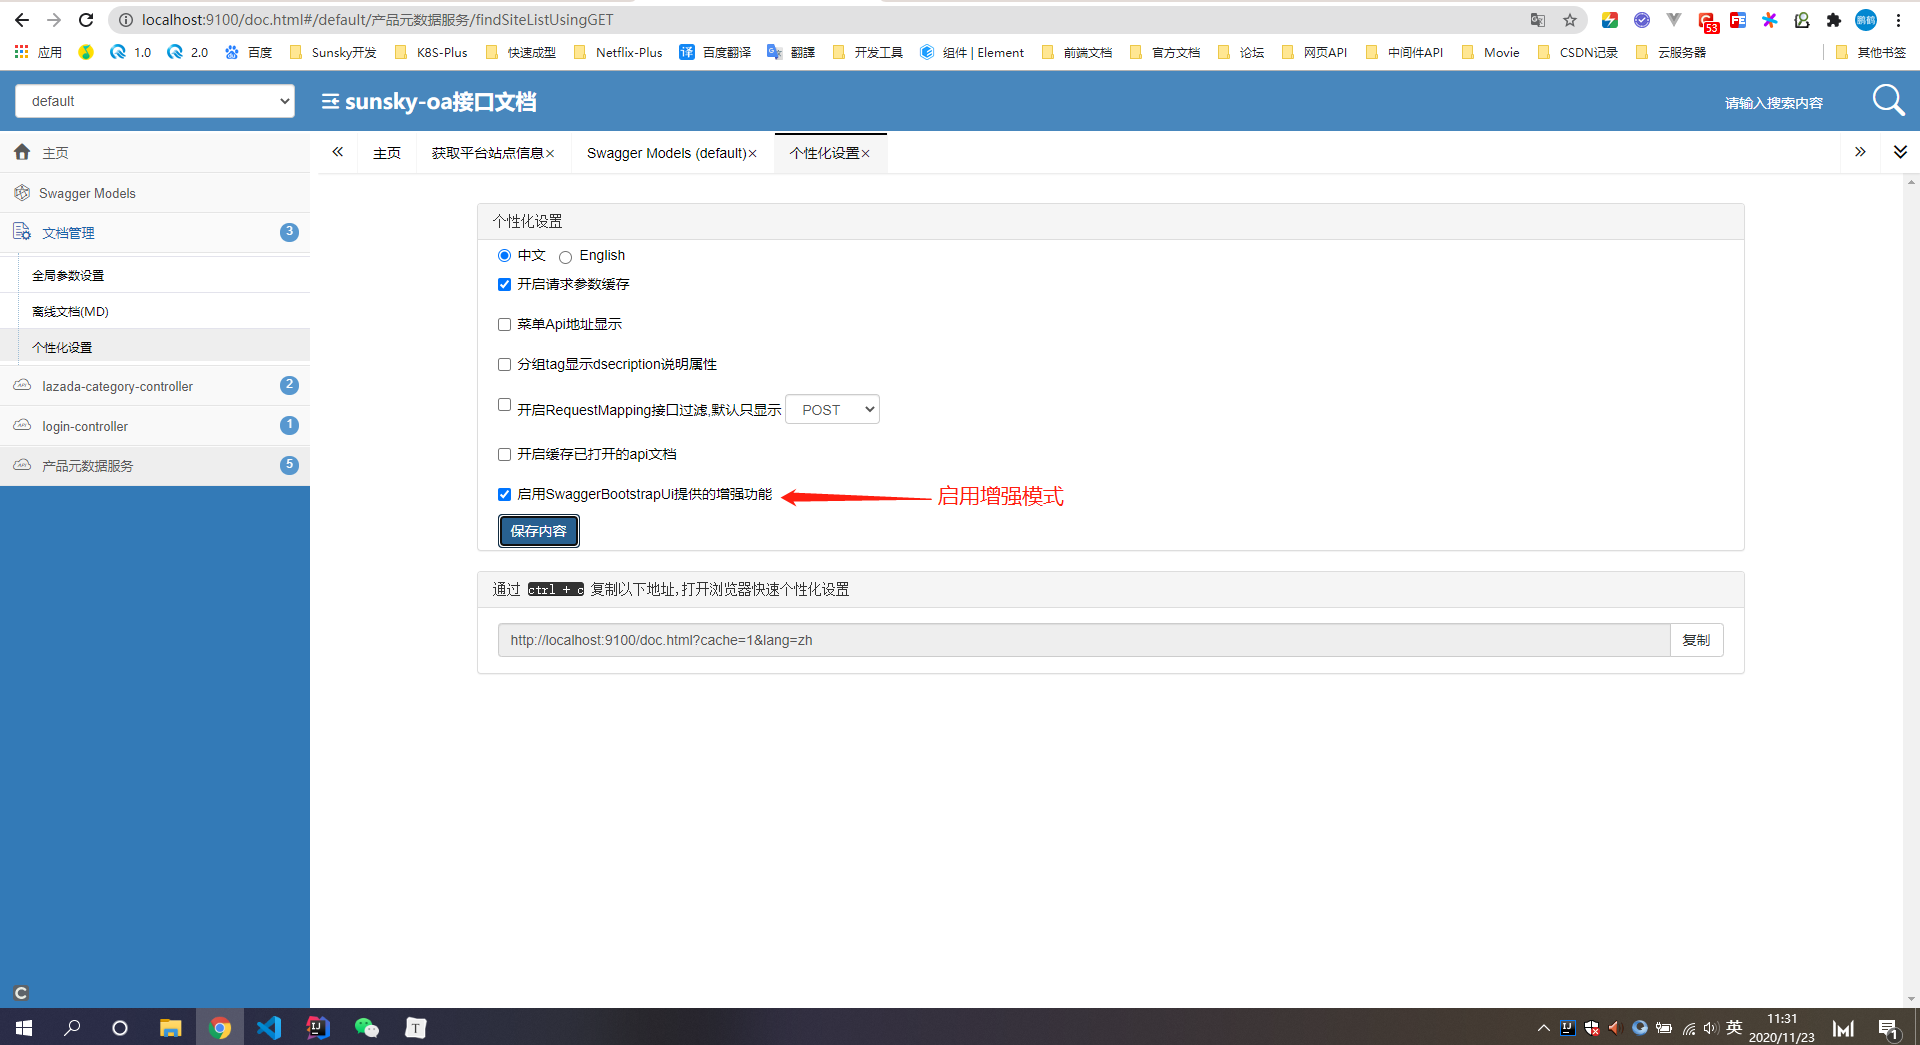 localhost:9100/doc.html#/default/产品元数据服务/findSiteListUsingGET
53
鹏鹤
应用 1.0 2.0 百度 Sunsky开发 K8S-Plus 快速成型 Netflix-Plus 译 百度翻译 翻譯 开发工具 组件 | Element 前端文档 官方文档 论坛 网页API 中间件API Movie CSDN记录 云服务器 其他书签
default
sunsky-oa接口文档
请输入搜索内容
主页
Swagger Models
文档管理 3
全局参数设置
离线文档(MD)
个性化设置
lazada-category-controller 2
login-controller 1
产品元数据服务 5
主页 获取平台站点信息× Swagger Models (default)× 个性化设置×
个性化设置
中文 English
开启请求参数缓存
菜单Api地址显示
分组tag显示dsecription说明属性
开启RequestMapping接口过滤,默认只显示 POST
开启缓存已打开的api文档
启用SwaggerBootstrapUi提供的增强功能
启用增强模式
保存内容
通过 ctrl + c 复制以下地址,打开浏览器快速个性化设置
http://localhost:9100/doc.html?cache=1&lang=zh
复制
英
11:31
2020/11/23
1